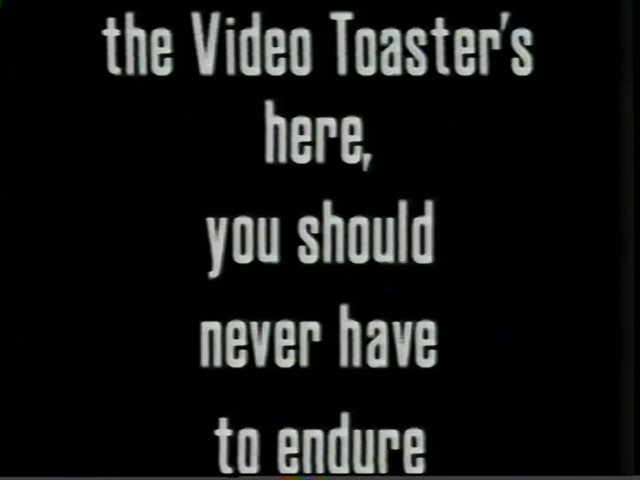 the Video Toaster's
here,
you should
never have
to endure